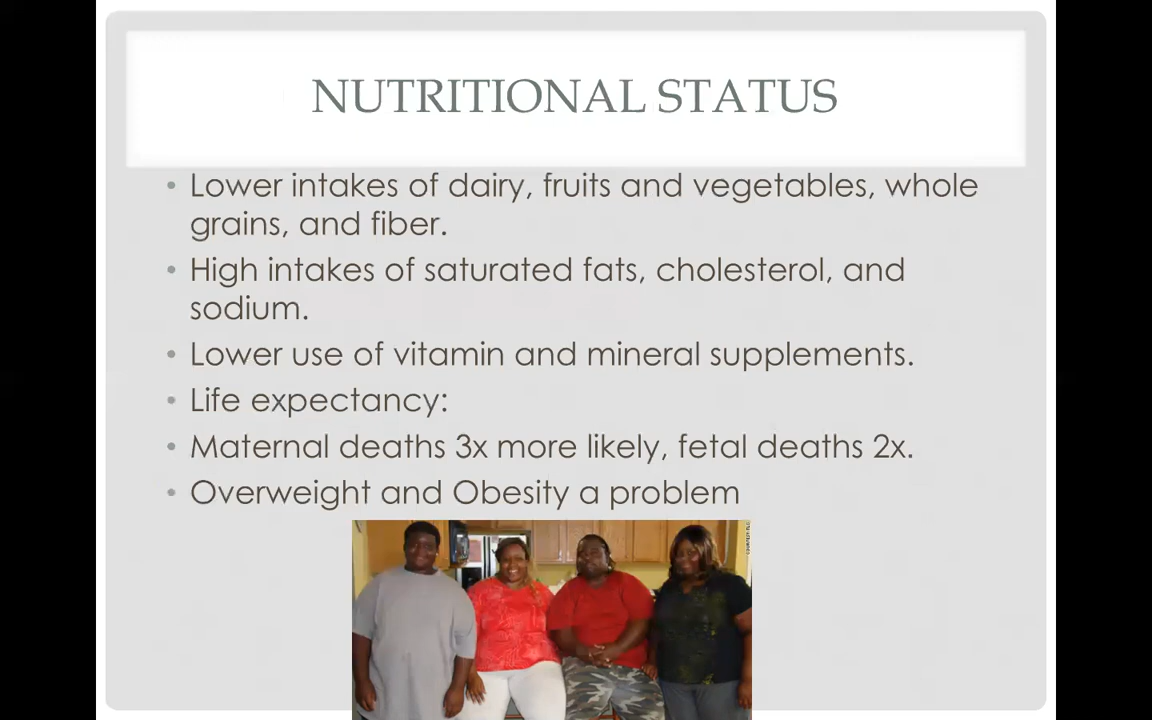 NUTRITIONAL STATUS
• Lower intakes of dairy, fruits and vegetables, whole
grains, and fiber.
• High intakes of saturated fats, cholesterol, and
sodium.
• Lower use of vitamin and mineral supplements.
• Life expectancy:
• Maternal deaths 3x more likely, fetal deaths 2x.
• Overweight and Obesity a problem